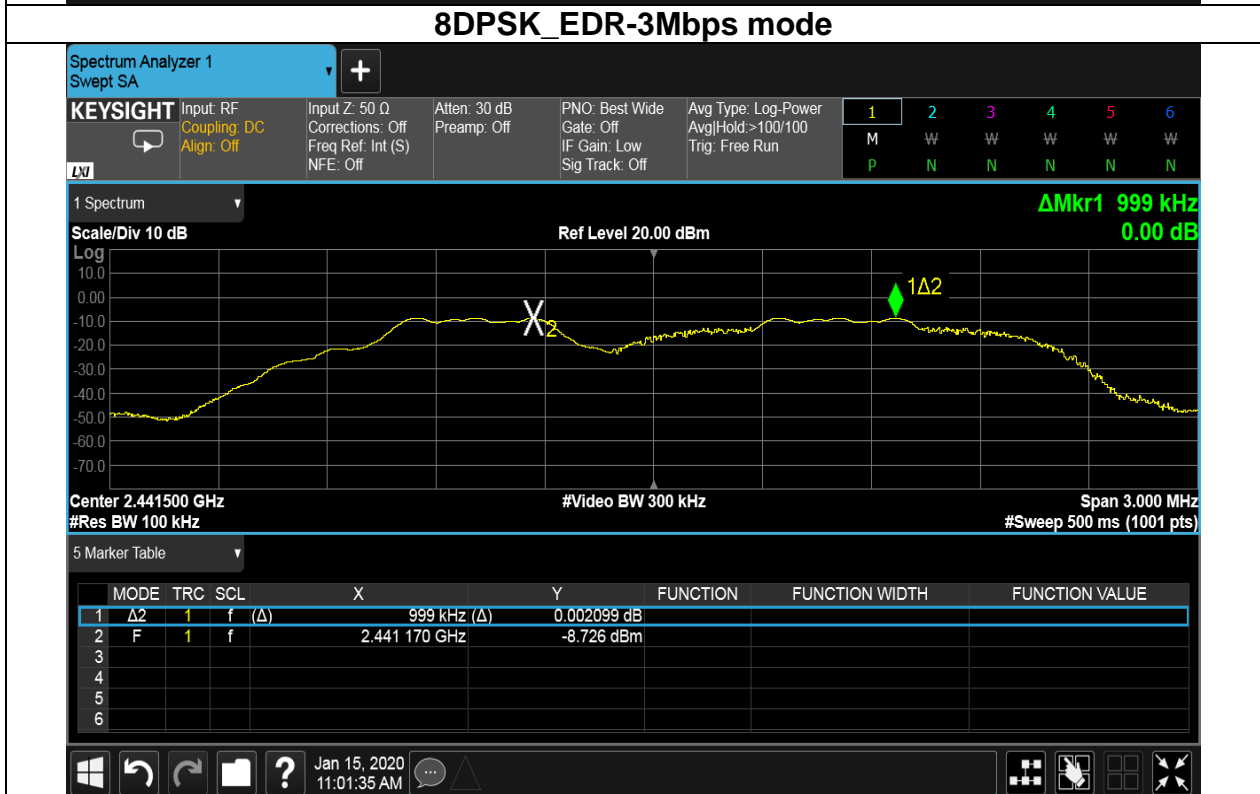 8DPSK_EDR-3Mbps mode
Spectrum Analyzer 1
Swept SA
+
KEYSIGHT
LXI
Input: RF
Coupling: DC
Align: Off
Input Z: 50 Ω
Corrections: Off
Freq Ref: Int (S)
NFE: Off
Atten: 30 dB
Preamp: Off
PNO: Best Wide
Gate: Off
IF Gain: Low
Sig Track: Off
Avg Type: Log-Power
Avg|Hold:>100/100
Trig: Free Run
1 2 3 4 5 6
M W W W W W
P N N N N N
1 Spectrum
ΔMkr1 999 kHz
0.00 dB
Scale/Div 10 dB
Ref Level 20.00 dBm
Log
10.0
0.00
-10.0
-20.0
-30.0
-40.0
-50.0
-60.0
-70.0
X2
1Δ2
Center 2.441500 GHz
#Video BW 300 kHz
Span 3.000 MHz
#Res BW 100 kHz
#Sweep 500 ms (1001 pts)
5 Marker Table
MODE TRC SCL X Y FUNCTION FUNCTION WIDTH FUNCTION VALUE
1 Δ2 1 f (Δ) 999 kHz (Δ) 0.002099 dB
2 F 1 f 2.441 170 GHz -8.726 dBm
3
4
5
6
?
Jan 15, 2020
11:01:35 AM